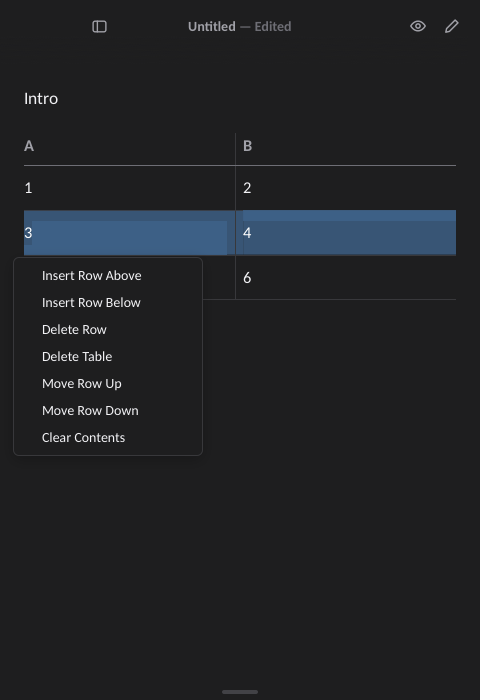 Untitled — Edited
Intro
A B
1 2
3 4
6
Insert Row Above
Insert Row Below
Delete Row
Delete Table
Move Row Up
Move Row Down
Clear Contents